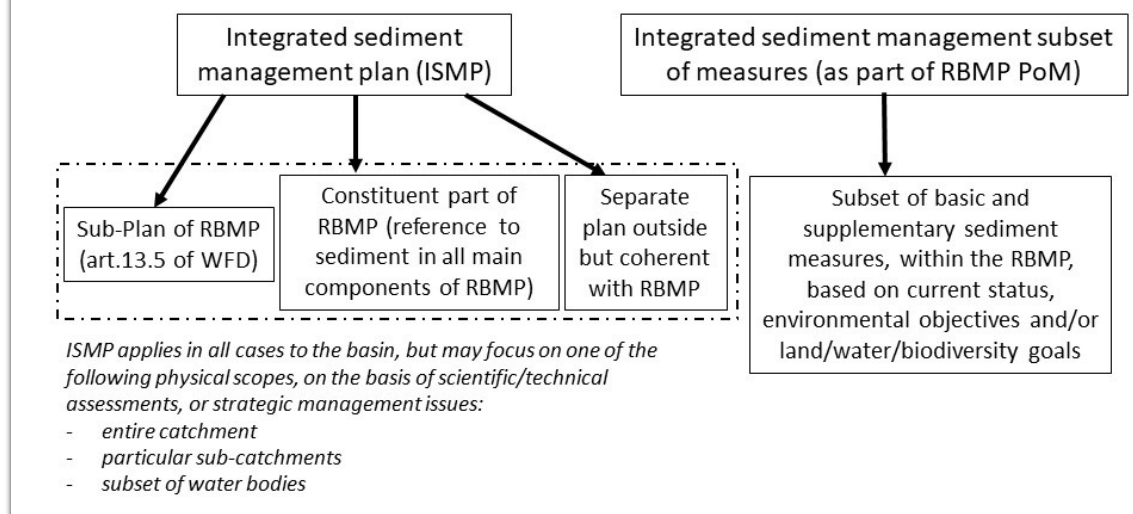 Integrated sediment
management plan (ISMP)
Integrated sediment management subset
of measures (as part of RBMP PoM)
Sub-Plan of RBMP
(art.13.5 of WFD)
Constituent part of
RBMP (reference to
sediment in all main
components of RBMP)
Separate
plan outside
but coherent
with RBMP
Subset of basic and
supplementary sediment
measures, within the RBMP,
based on current status,
environmental objectives and/or
land/water/biodiversity goals
ISMP applies in all cases to the basin, but may focus on one of the
following physical scopes, on the basis of scientific/technical
assessments, or strategic management issues:
- entire catchment
- particular sub-catchments
- subset of water bodies